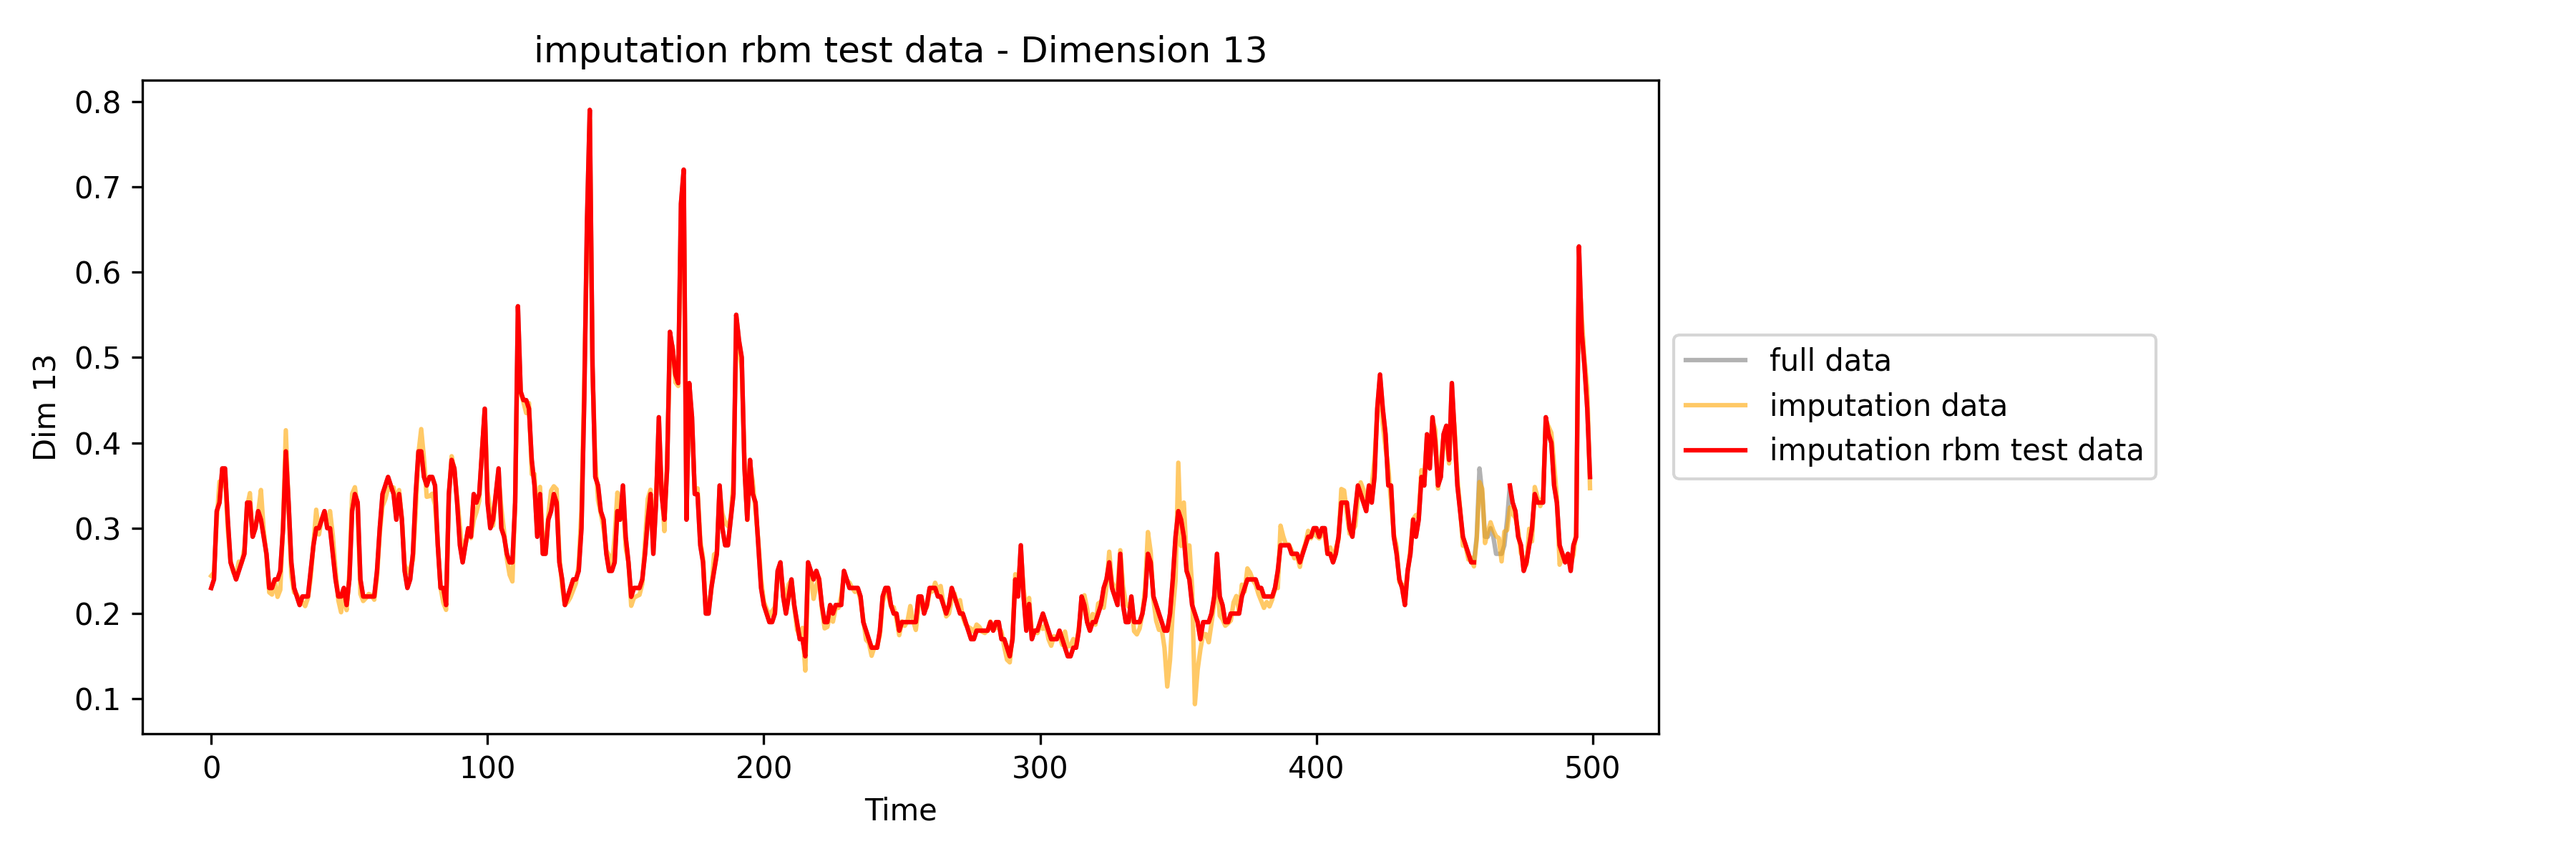 imputation rbm test data - Dimension 13
0.8
0.7
0.6
0.5
0.4
0.3
0.2
0.1
Dim 13
0 100 200 300 400 500
Time
full data
imputation data
imputation rbm test data